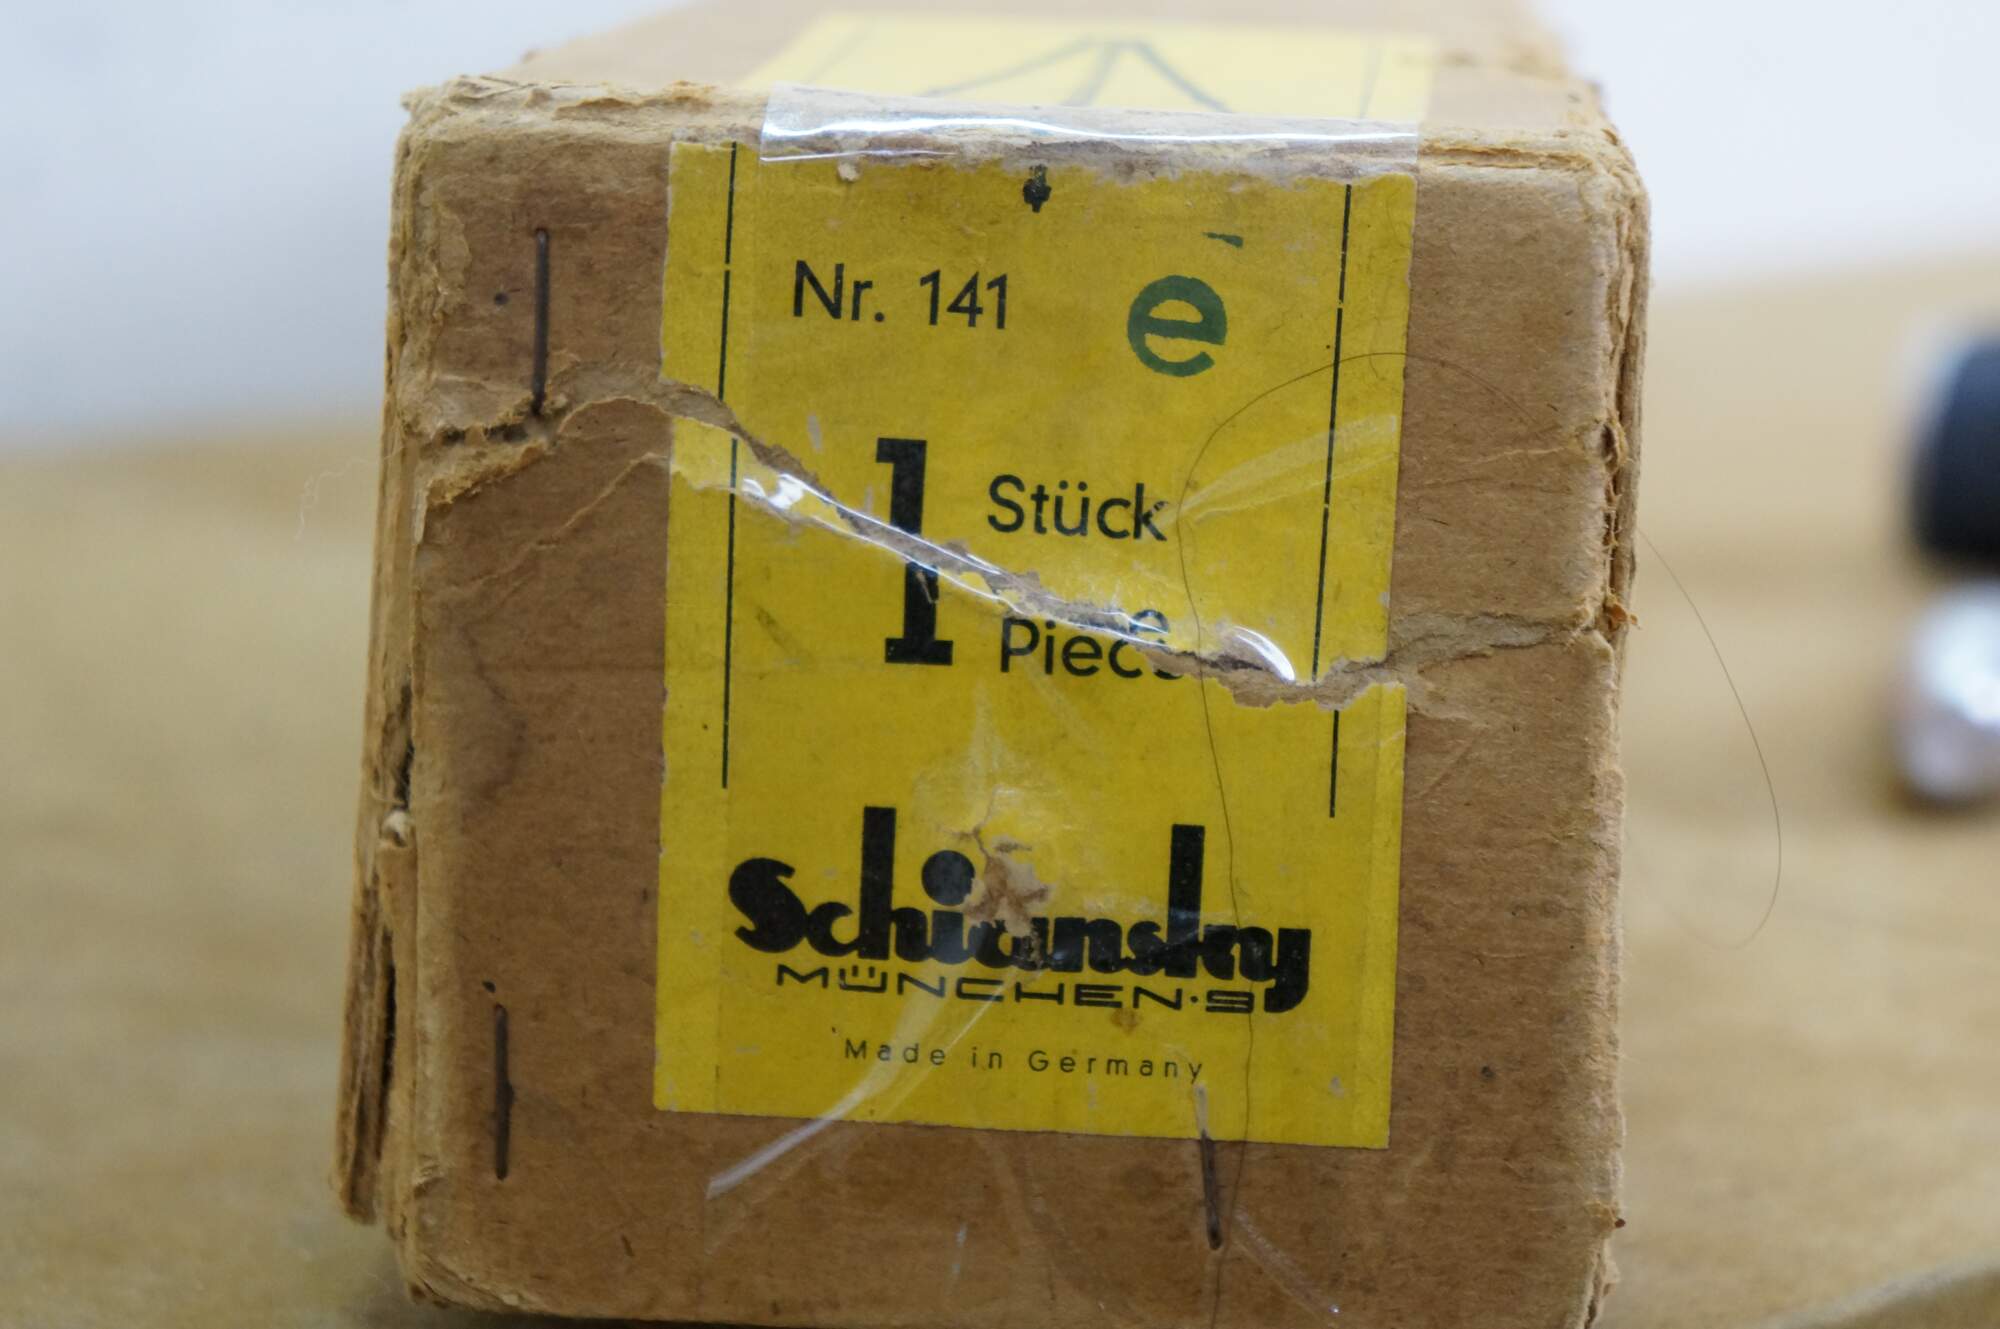 Nr. 141 e
1 Stück
Piece
Schiansky
MÜNCHEN·9
Made in Germany